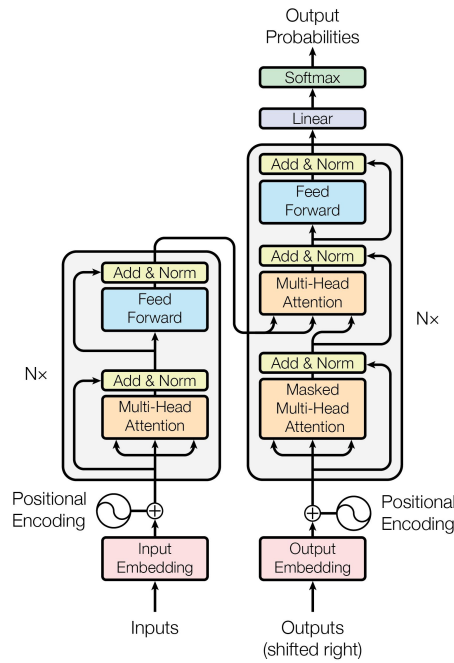 Output
Probabilities
Softmax
Linear
Add & Norm
Feed
Forward
Add & Norm
Multi-Head
Attention
Add & Norm
Masked
Multi-Head
Attention
N×
Add & Norm
Feed
Forward
Add & Norm
Multi-Head
Attention
N×
Positional
Encoding
Positional
Encoding
Input
Embedding
Output
Embedding
Inputs
Outputs
(shifted right)